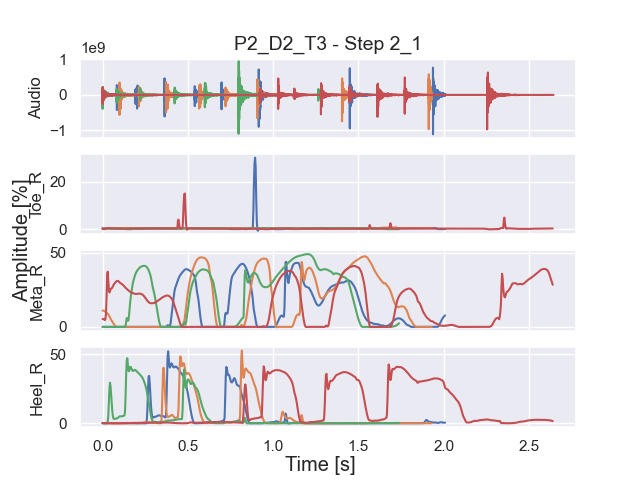 P2_D2_T3 - Step 2_1
1e9
1
0
−1
Audio
20
0
Toe_R
50
0
Meta_R
50
0
Heel_R
Amplitude [%]
0.0 0.5 1.0 1.5 2.0 2.5
Time [s]